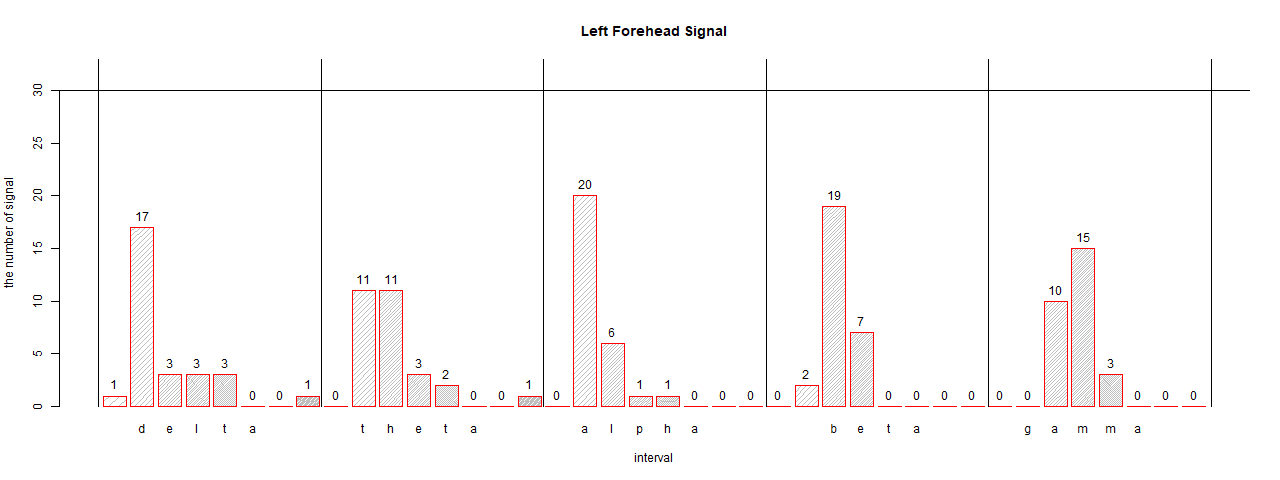 Left Forehead Signal
the number of signal
30
25
20
15
10
5
0
1 17 3 3 3 0 0 1 0 11 11 3 2 0 0 1 0 20 6 1 1 0 0 0 0 2 19 7 0 0 0 0 0 0 10 15 3 0 0 0
d e l t a t h e t a a l p h a b e t a g a m m a
interval